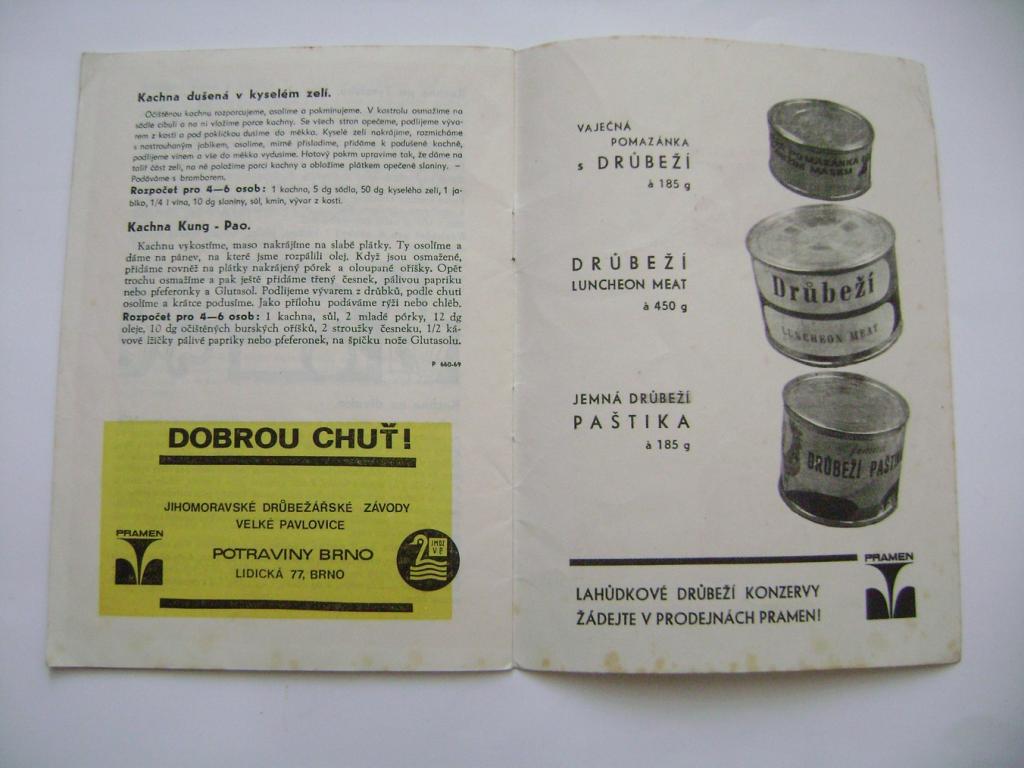 Kachna dušená v kyselém zelí.
Očištěnou kachnu rozporcujeme, osolíme a pokmínujeme. V kastrolu osmažíme na
sádle cibuli a na ni vložíme porce kachny. Se všech stran opečeme, podlijeme výva-
rem z kostí a pod pokličkou dusíme do měkka. Kyselé zelí nakrájíme, rozmícháme
s nastrouhaným jablkem, osolíme, mírně přisladíme, přidáme k podušené kachně,
podlijeme vínem a vše do měkka vydusíme. Hotový pokrm upravíme tak, že dáme na
talíř část zelí, na ně položíme porci kachny a obložíme plátkem opečené slaniny. –
Podáváme s bramborem.
Rozpočet pro 4—6 osob: 1 kachna, 5 dg sádla, 50 dg kyselého zelí, 1 ja-
blko, 1/4 l vína, 10 dg slaniny, sůl, kmín, vývar z kostí.
Kachna Kung - Pao.
Kachnu vykostíme, maso nakrájíme na slabé plátky. Ty osolíme a
dáme na pánev, na které jsme rozpálili olej. Když jsou osmažené,
přidáme rovněž na plátky nakrájený pórek a oloupané oříšky. Opět
trochu osmažíme a pak ještě přidáme třený česnek, pálivou papriku
nebo pfeferonky a Glutasol. Podlijeme vývarem z drůbků, podle chuti
osolíme a krátce podusíme. Jako přílohu podáváme rýži nebo chléb.
Rozpočet pro 4—6 osob: 1 kachna, sůl, 2 mladé pórky, 12 dg
oleje, 10 dg očištěných burských oříšků, 2 stroužky česneku, 1/2 ká-
vové lžičky pálivé papriky nebo pfeferonek, na špičku nože Glutasolu.
P 660-69
DOBROU CHUŤ!
JIHOMORAVSKÉ DRŮBEŽÁŘSKÉ ZÁVODY
VELKÉ PAVLOVICE
PRAMEN
POTRAVINY BRNO
LIDICKÁ 77, BRNO
JMDZ
V P
VAJEČNÁ
POMAZÁNKA
s DRŮBEŽÍ
à 185 g
POMAZÁNKA
MASEM
DRŮBEŽÍ
LUNCHEON MEAT
à 450 g
Drůbeží
LUNCHEON MEAT
JEMNÁ DRŮBEŽÍ
PAŠTIKA
à 185 g
Jemná
DRŮBEŽÍ PAŠTIKA
PRAMEN
LAHŮDKOVÉ DRŮBEŽÍ KONZERVY
ŽÁDEJTE V PRODEJNÁCH PRAMEN!